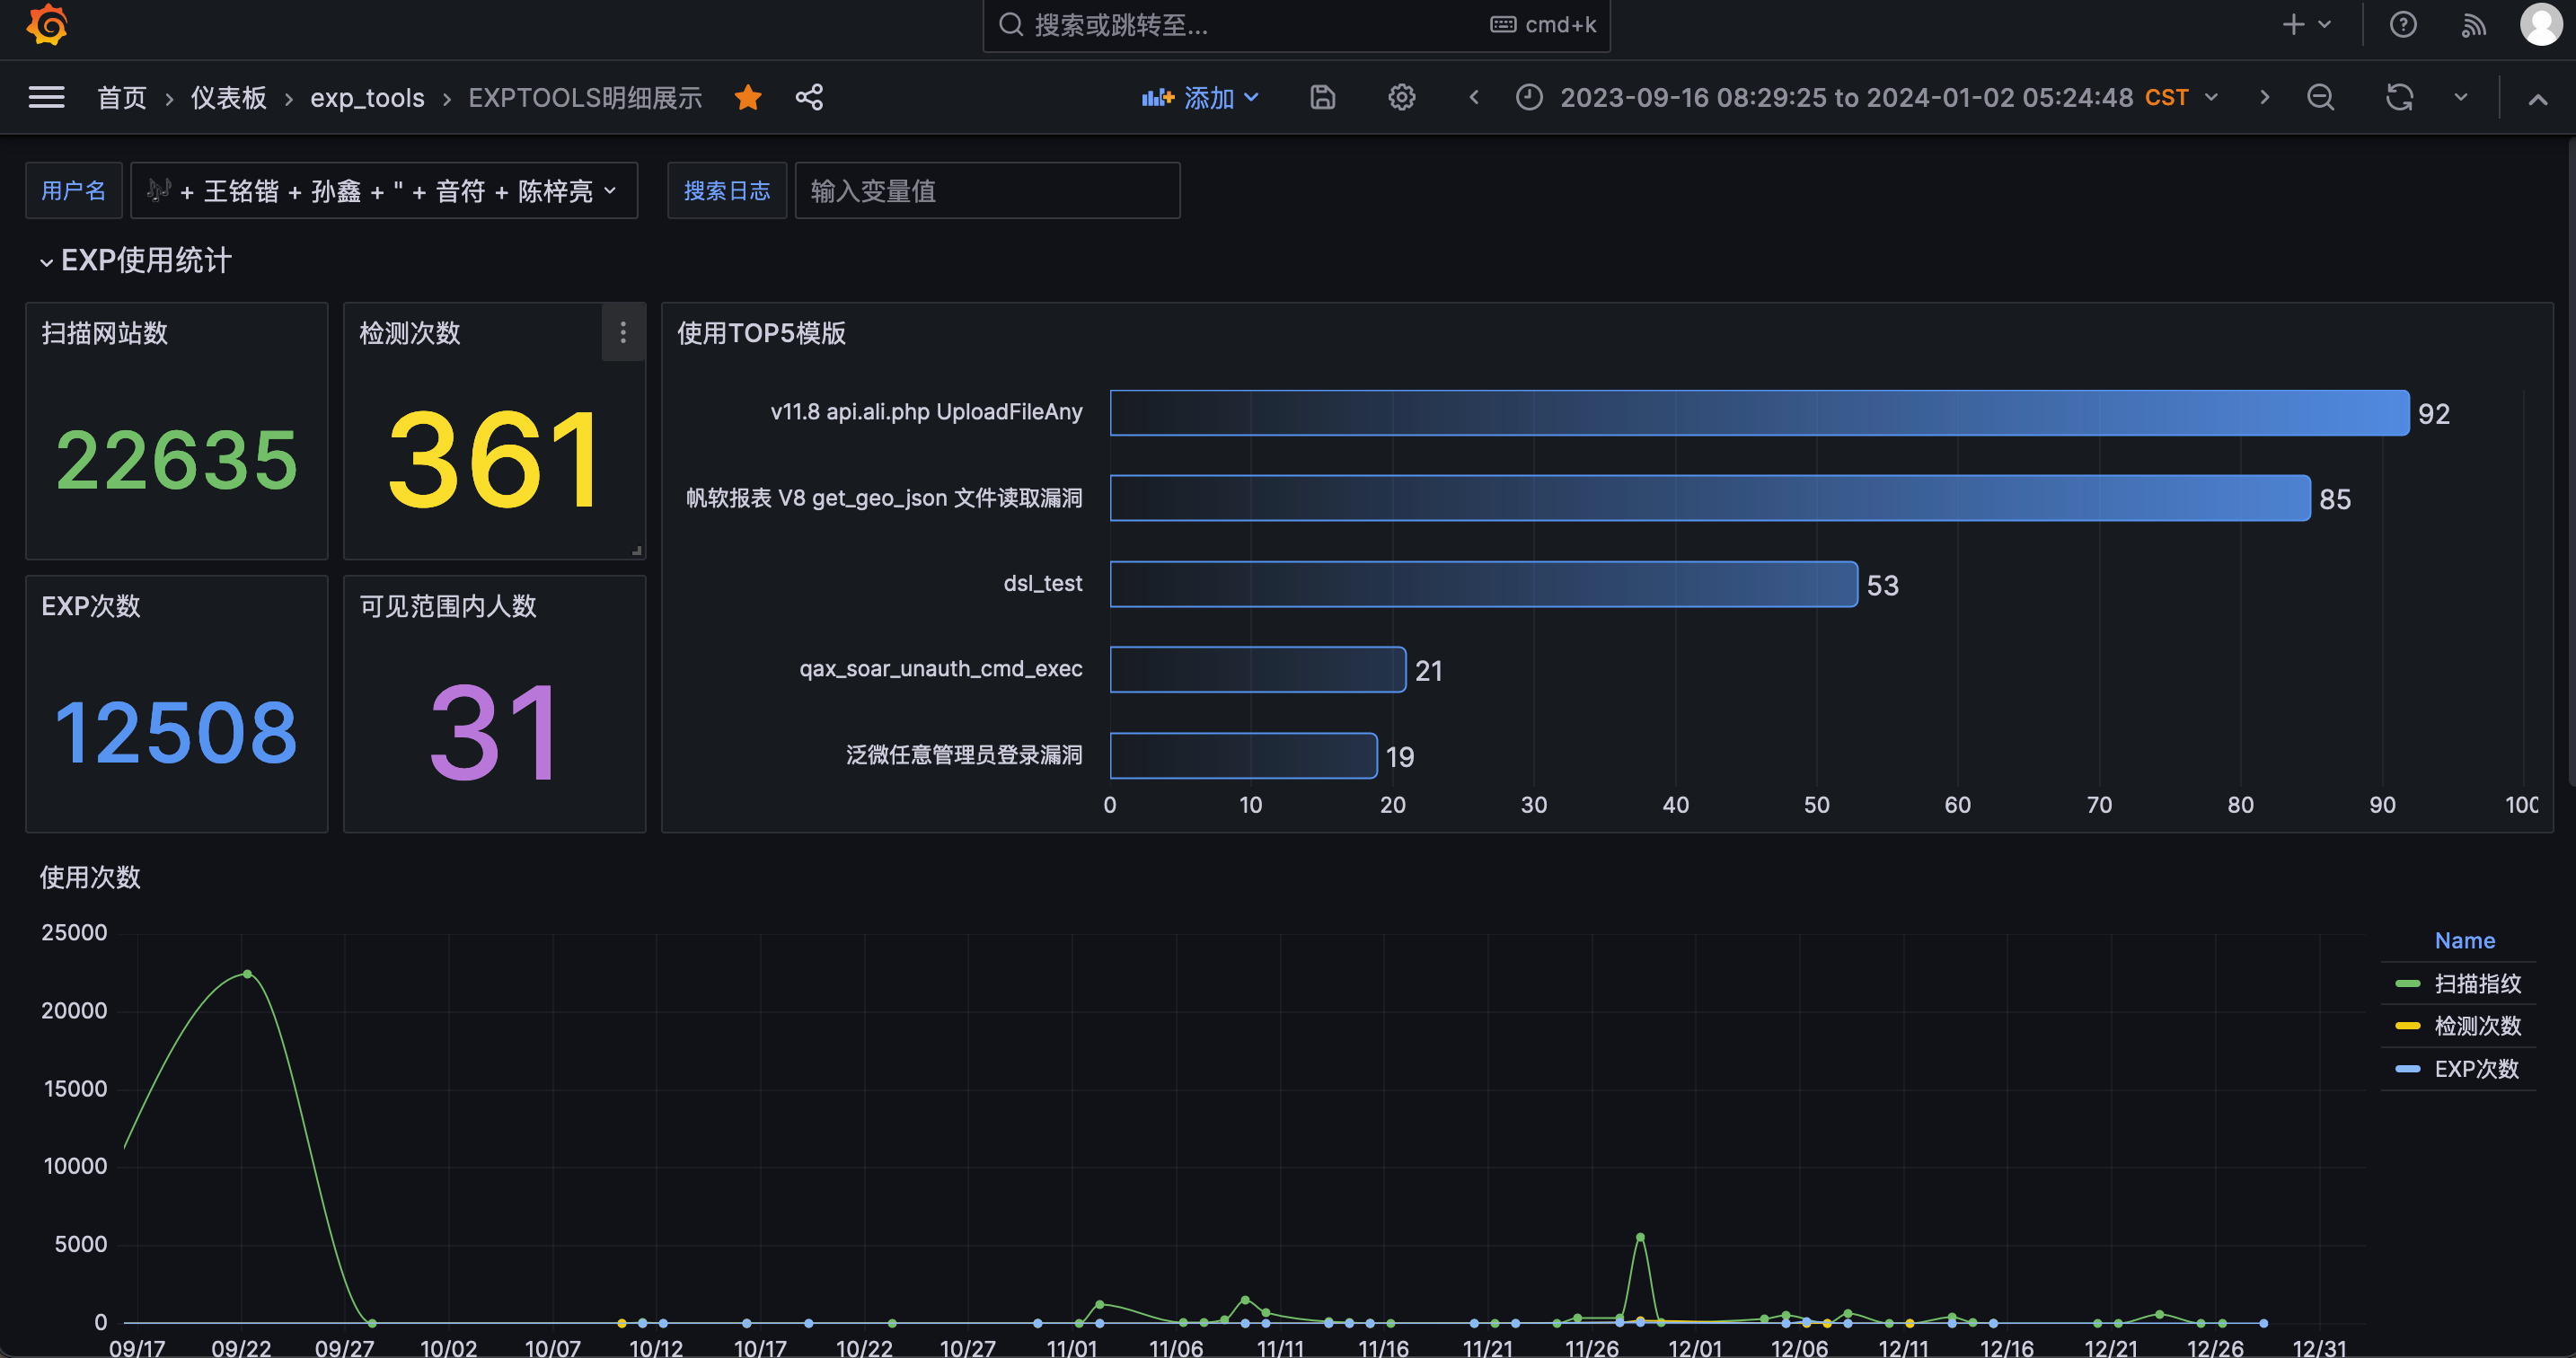 搜索或跳转至... cmd+k
首页 › 仪表板 › exp_tools › EXPTOOLS明细展示 添加 2023-09-16 08:29:25 to 2024-01-02 05:24:48 CST
用户名 🎶 + 王铭锴 + 孙鑫 + " + 音符 + 陈梓亮 搜索日志 输入变量值
EXP使用统计
扫描网站数
22635
检测次数
361
EXP次数
12508
可见范围内人数
31
使用TOP5模版
v11.8 api.ali.php UploadFileAny 92
帆软报表 V8 get_geo_json 文件读取漏洞 85
dsl_test 53
qax_soar_unauth_cmd_exec 21
泛微任意管理员登录漏洞 19
0 10 20 30 40 50 60 70 80 90 100
使用次数
25000
20000
15000
10000
5000
0
09/17 09/22 09/27 10/02 10/07 10/12 10/17 10/22 10/27 11/01 11/06 11/11 11/16 11/21 11/26 12/01 12/06 12/11 12/16 12/21 12/26 12/31
Name
扫描指纹
检测次数
EXP次数